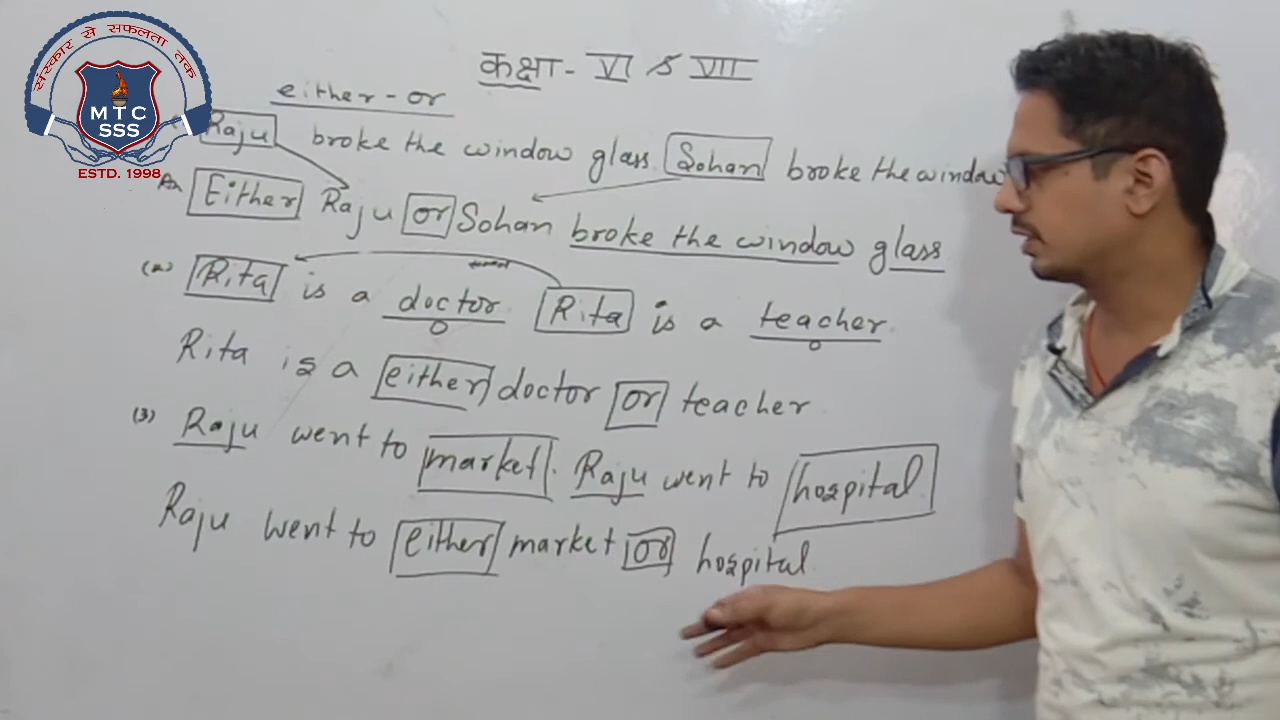 संस्कार से सफलता तक
MTC
SSS
ESTD. 1998
कक्षा - VI & VII
either - or
Raju broke the window glass. Sohan broke the window
Either Raju or Sohan broke the window glass
Rita is a doctor Rita is a teacher.
Rita is a either doctor or teacher
(3) Raju went to market. Raju went to hospital
Raju went to either market or hospital